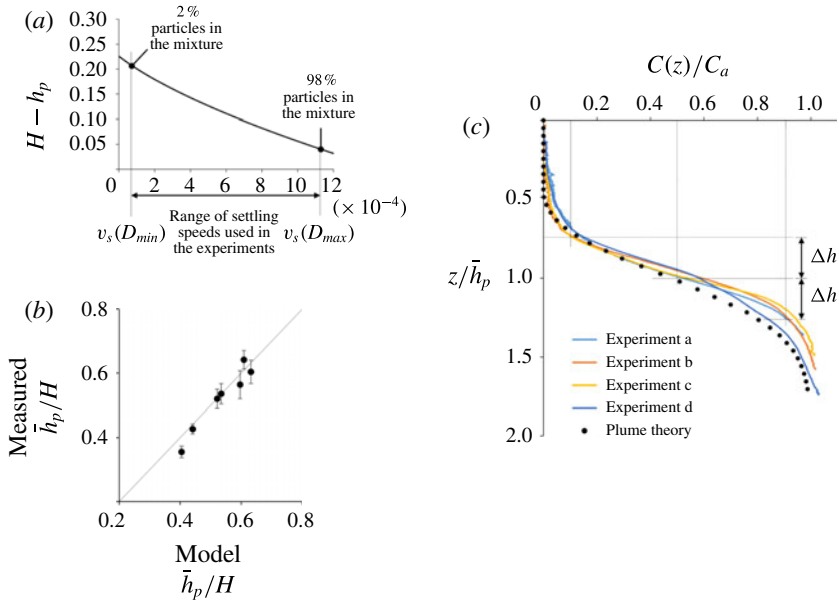 (a)
2 %
particles in
the mixture
98 %
particles in
the mixture
H – h_p
0.30
0.25
0.20
0.15
0.10
0.05
0 2 4 6 8 10 12
(× 10⁻⁴)
Range of settling
speeds used in
the experiments
v_s(D_min)
v_s(D_max)
(b)
Measured
h̄_p/H
0.8
0.6
0.4
0.2 0.4 0.6 0.8
Model
h̄_p/H
(c)
C(z)/C_a
0 0.2 0.4 0.6 0.8 1.0
z/h̄_p
0.5
1.0
1.5
2.0
Δh
Δh
Experiment a
Experiment b
Experiment c
Experiment d
Plume theory